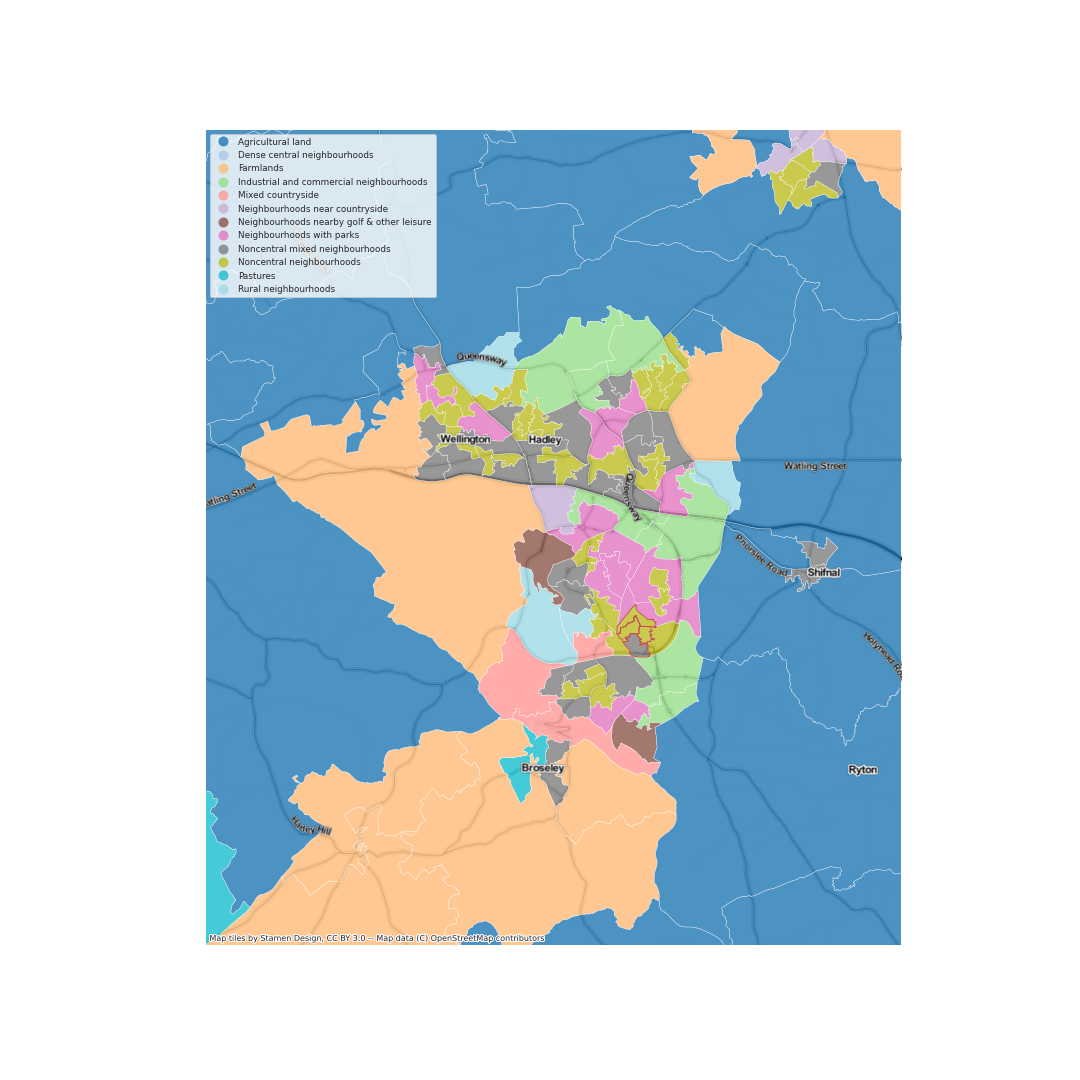 Agricultural land
Dense central neighbourhoods
Farmlands
Industrial and commercial neighbourhoods
Mixed countryside
Neighbourhoods near countryside
Neighbourhoods nearby golf & other leisure
Neighbourhoods with parks
Noncentral mixed neighbourhoods
Noncentral neighbourhoods
Pastures
Rural neighbourhoods
Queensway
Wellington
Hadley
Watling Street
atling Street
Queensway
Priorslee Road
Shifnal
Holyhead Ro
Broseley
Ryton
Harley Hill
Map tiles by Stamen Design, CC BY 3.0 -- Map data (C) OpenStreetMap contributors